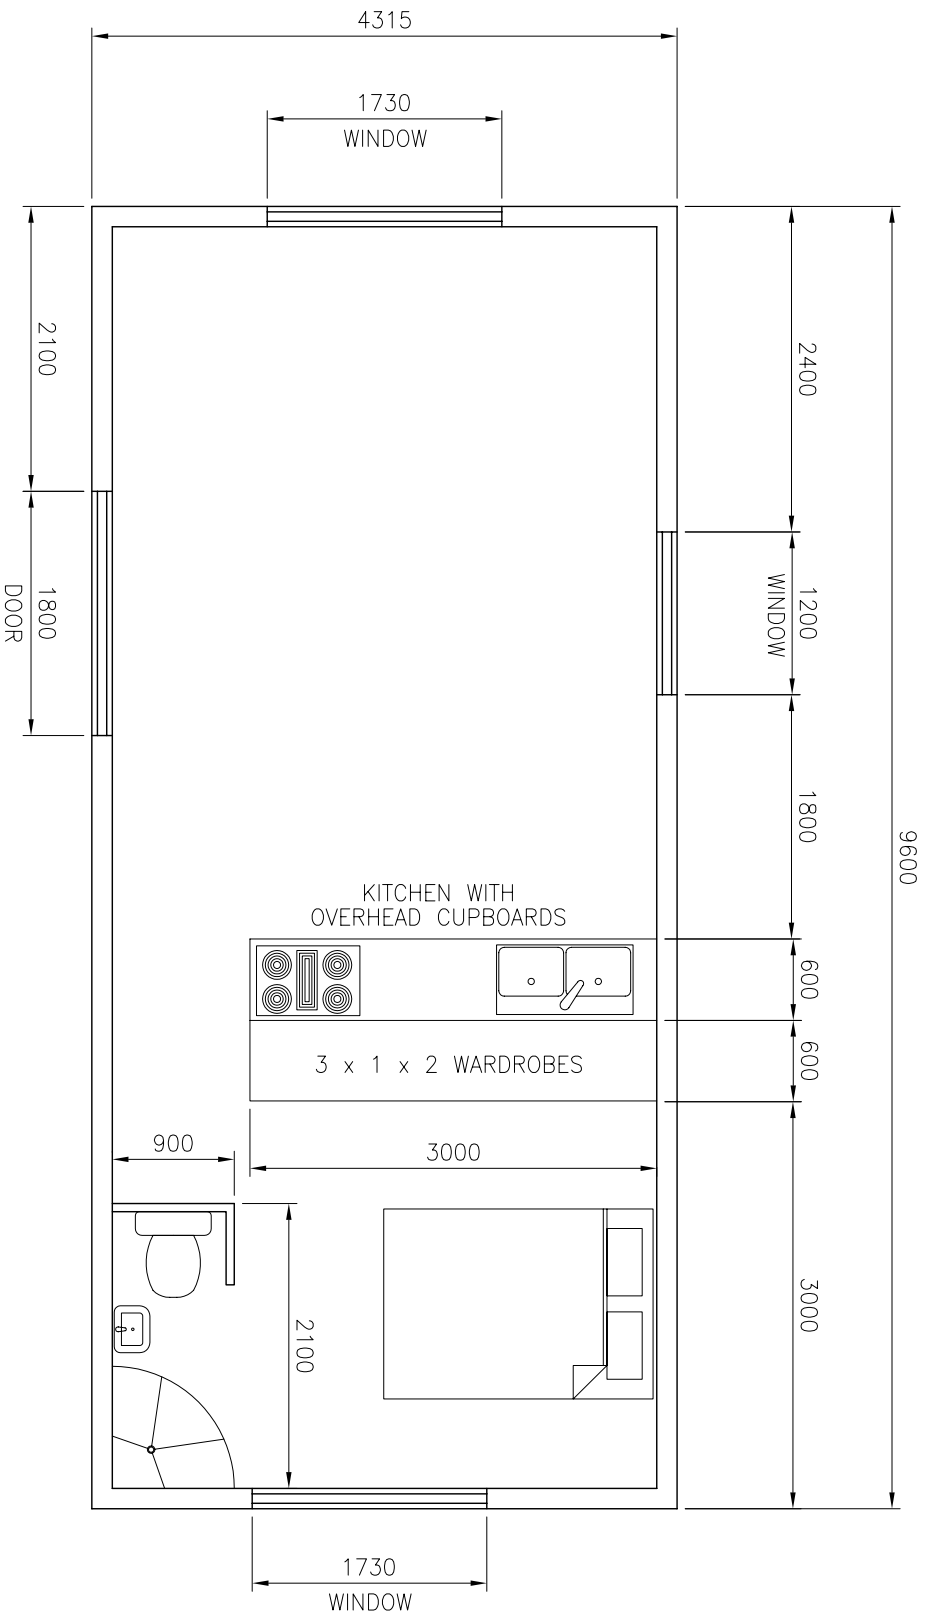 4315
1730
WINDOW
2100
2400
1800
DOOR
1200
WINDOW
1800
9600
KITCHEN WITH
OVERHEAD CUPBOARDS
600
3 x 1 x 2 WARDROBES
600
900
3000
2100
3000
1730
WINDOW